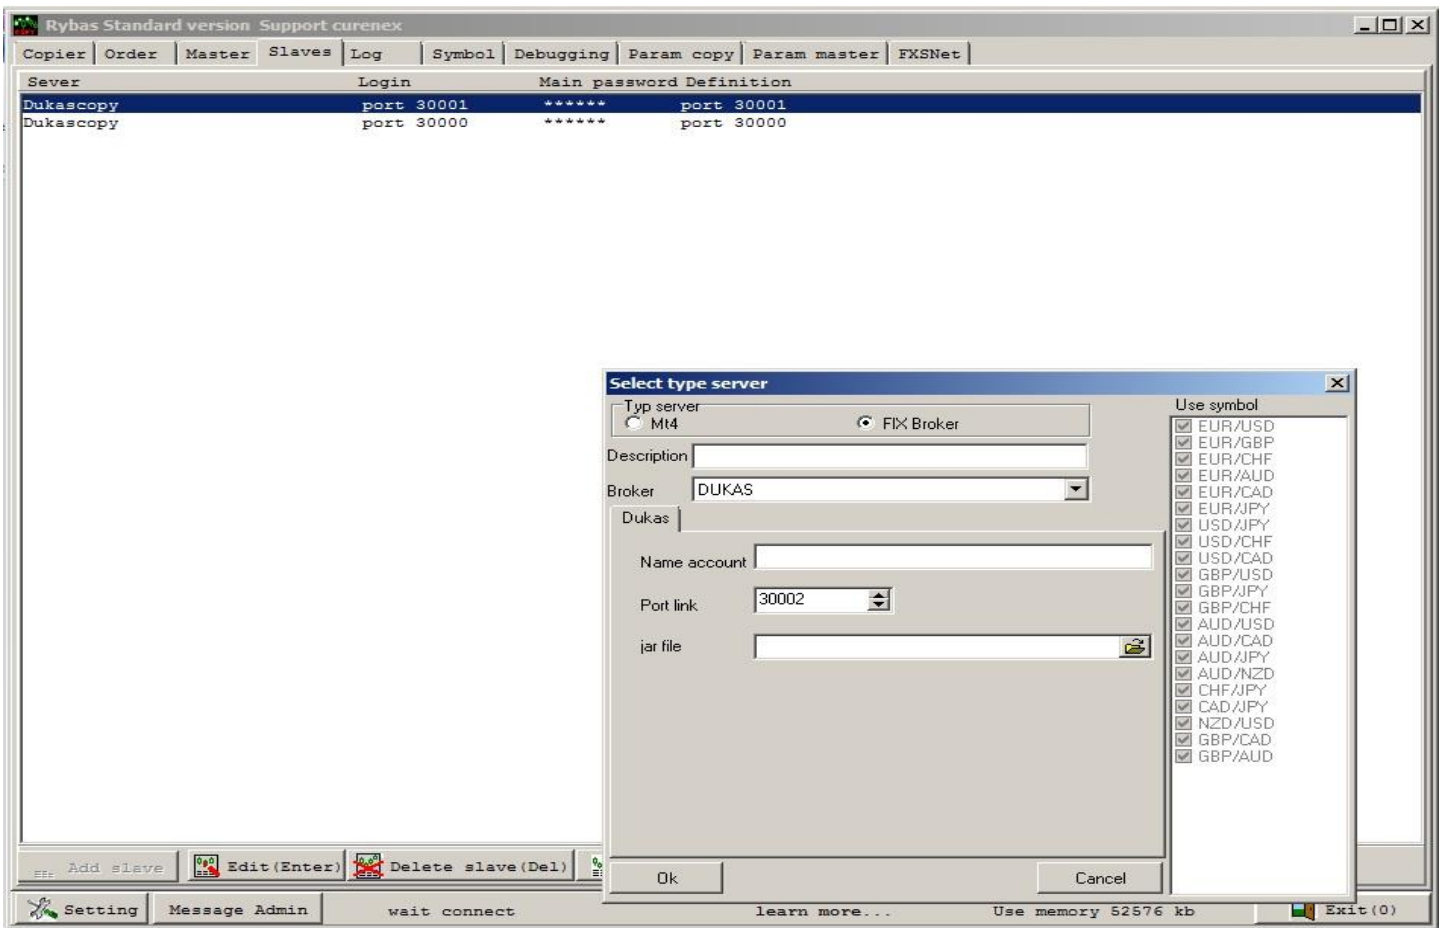 Rybas Standard version Support curenex
Copier Order Master Slaves Log Symbol Debugging Param copy Param master FXSNet
Sever Login Main password Definition
Dukascopy port 30001 ****** port 30001
Dukascopy port 30000 ****** port 30000
Select type server
Typ server
Mt4 FIX Broker
Description
Broker DUKAS
Dukas
Name account
Port link 30002
jar file
Ok Cancel
Use symbol
EUR/USD
EUR/GBP
EUR/CHF
EUR/AUD
EUR/CAD
EUR/JPY
USD/JPY
USD/CHF
USD/CAD
GBP/USD
GBP/JPY
GBP/CHF
AUD/USD
AUD/CAD
AUD/JPY
AUD/NZD
CHF/JPY
CAD/JPY
NZD/USD
GBP/CAD
GBP/AUD
Add slave Edit(Enter) Delete slave(Del)
Setting Message Admin wait connect learn more... Use memory 52576 kb Exit(0)